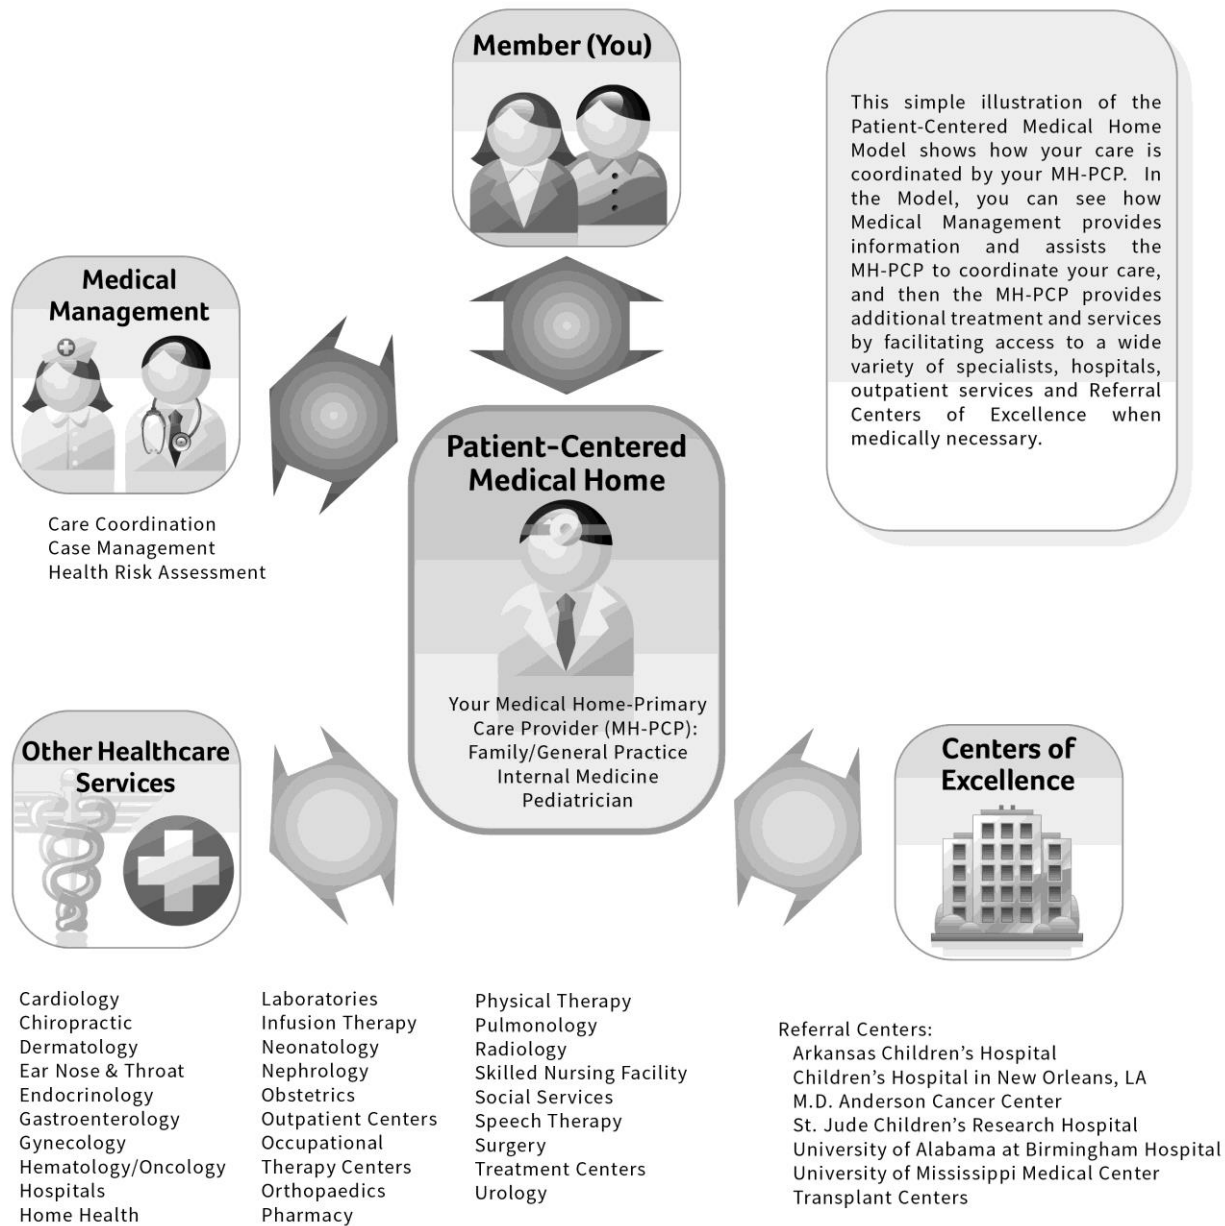 Member (You)
This simple illustration of the
Patient-Centered Medical Home
Model shows how your care is
coordinated by your MH-PCP. In
the Model, you can see how
Medical Management provides
information and assists the
MH-PCP to coordinate your care,
and then the MH-PCP provides
additional treatment and services
by facilitating access to a wide
variety of specialists, hospitals,
outpatient services and Referral
Centers of Excellence when
medically necessary.
Medical
Management
Care Coordination
Case Management
Health Risk Assessment
Patient-Centered
Medical Home
Your Medical Home-Primary
Care Provider (MH-PCP):
Family/General Practice
Internal Medicine
Pediatrician
Other Healthcare
Services
Centers of
Excellence
Cardiology
Chiropractic
Dermatology
Ear Nose & Throat
Endocrinology
Gastroenterology
Gynecology
Hematology/Oncology
Hospitals
Home Health
Laboratories
Infusion Therapy
Neonatology
Nephrology
Obstetrics
Outpatient Centers
Occupational
Therapy Centers
Orthopaedics
Pharmacy
Physical Therapy
Pulmonology
Radiology
Skilled Nursing Facility
Social Services
Speech Therapy
Surgery
Treatment Centers
Urology
Referral Centers:
Arkansas Children’s Hospital
Children’s Hospital in New Orleans, LA
M.D. Anderson Cancer Center
St. Jude Children’s Research Hospital
University of Alabama at Birmingham Hospital
University of Mississippi Medical Center
Transplant Centers